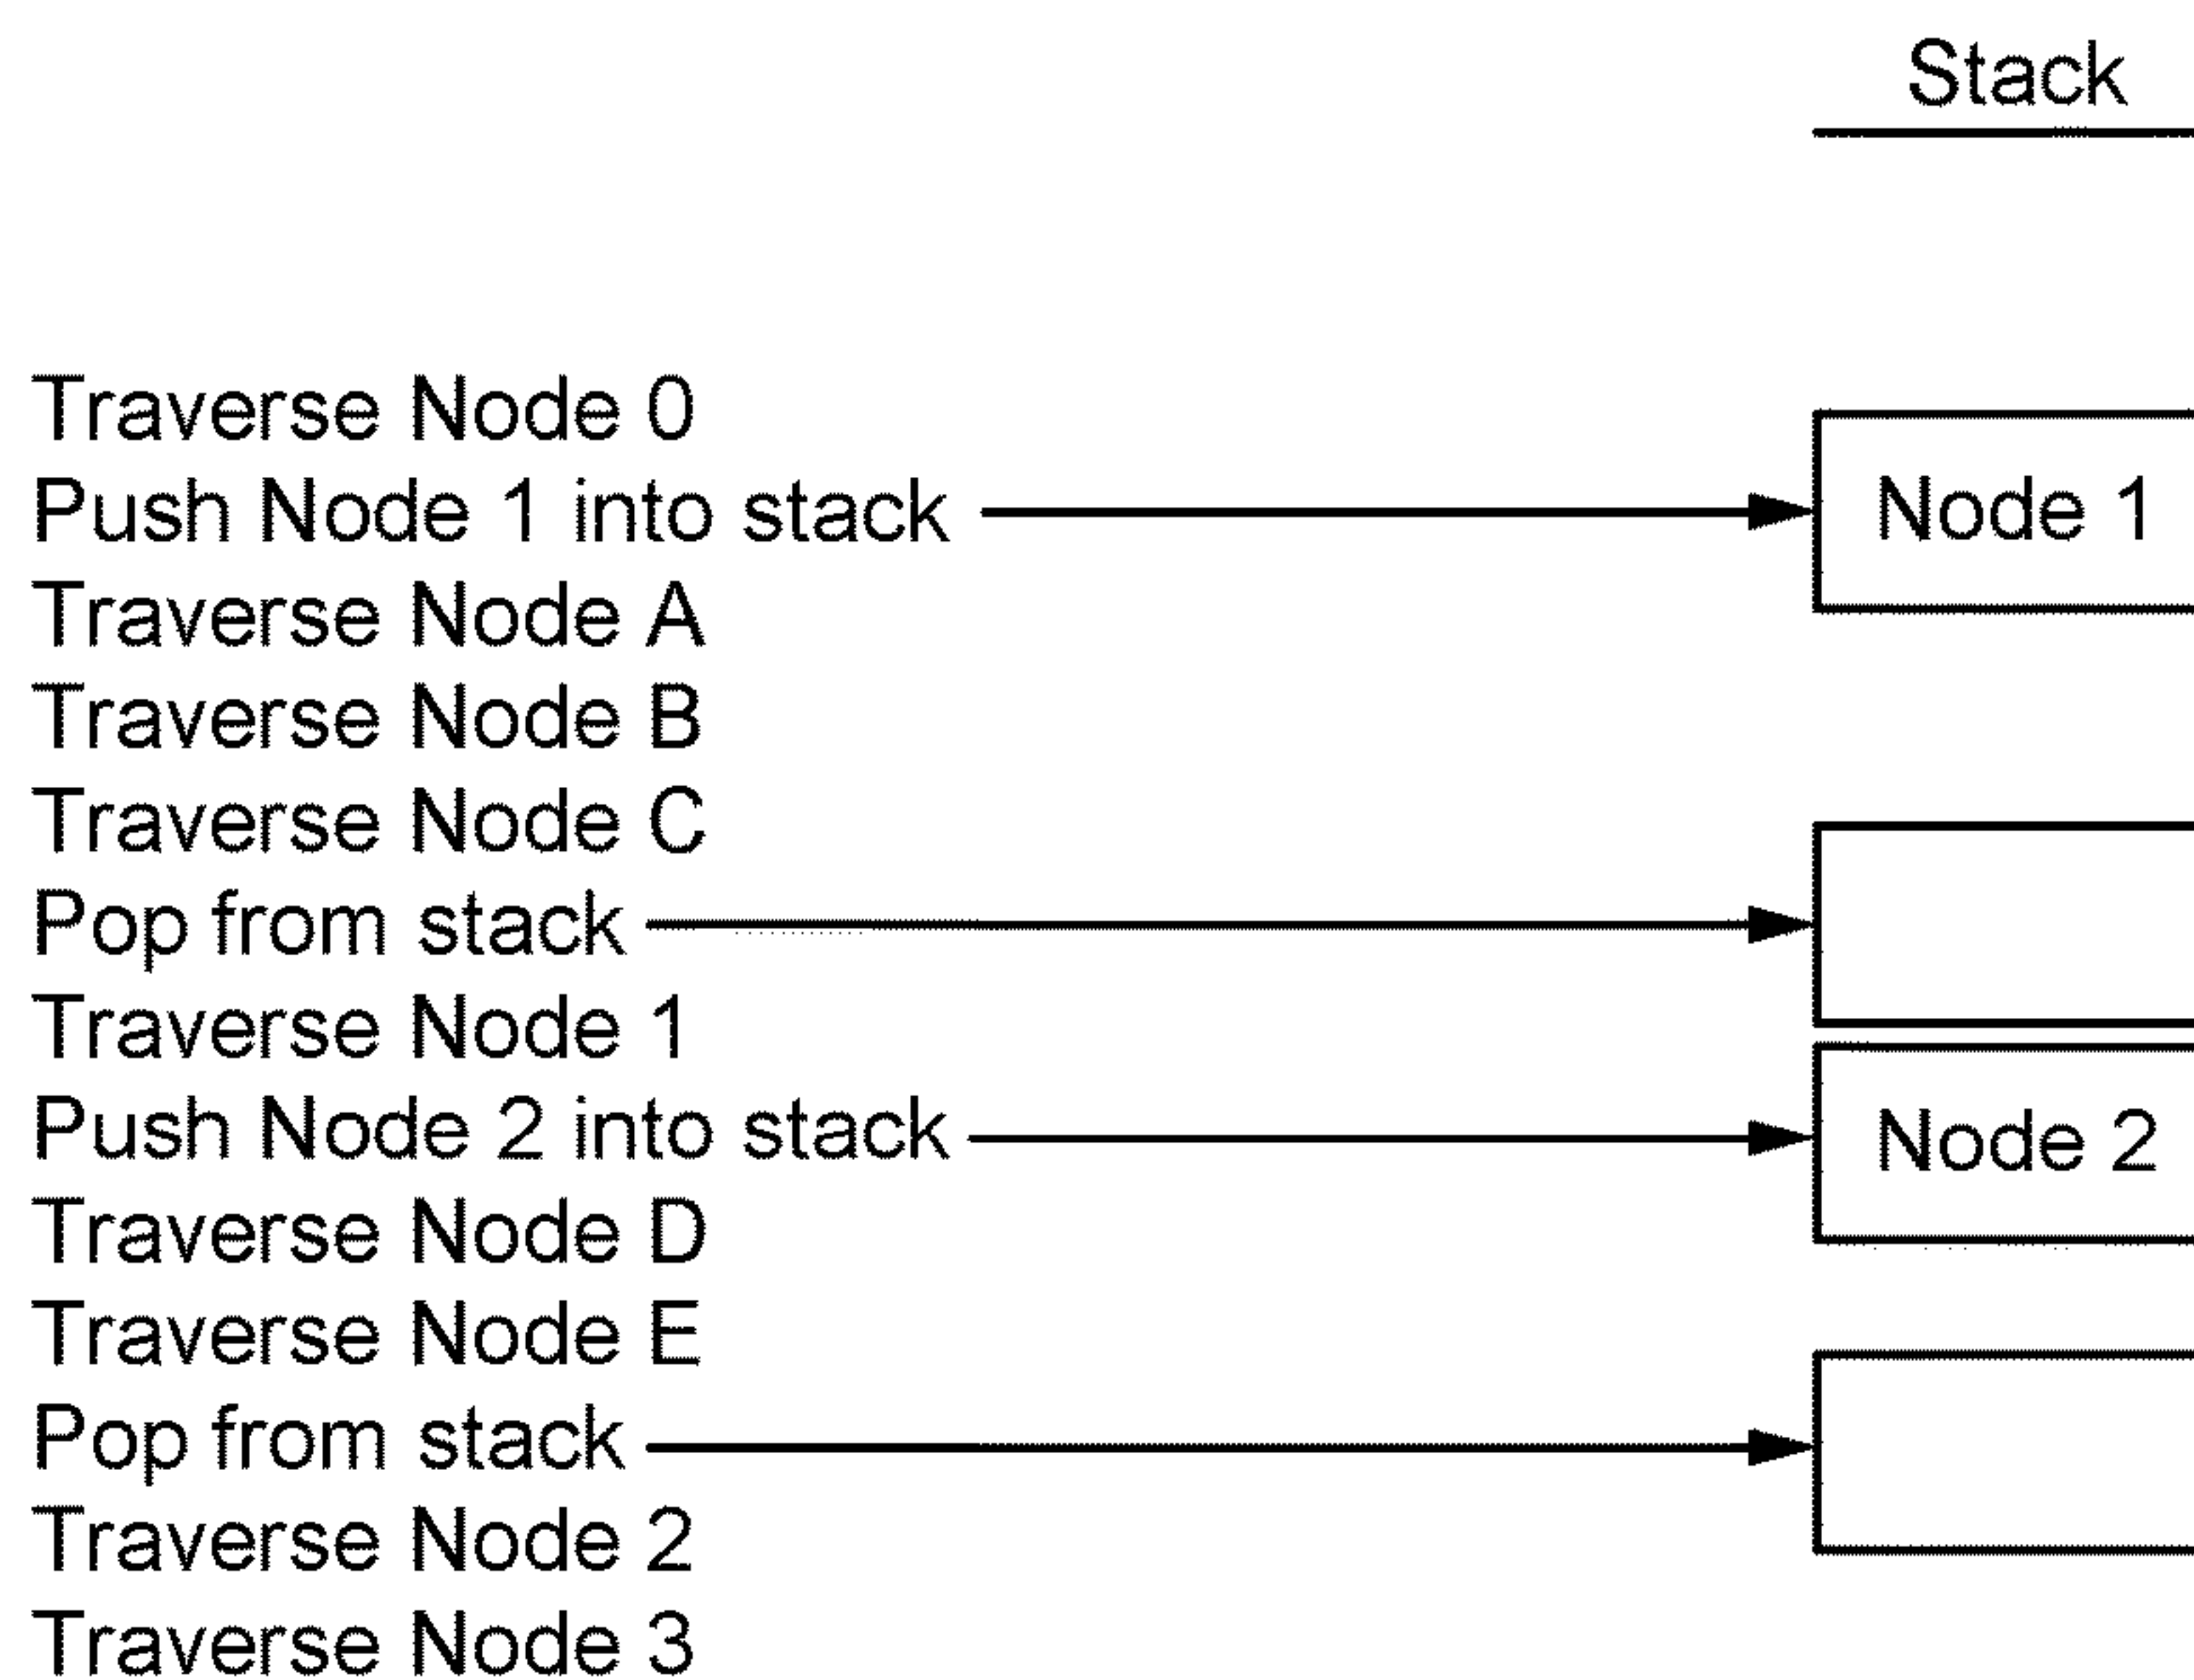 Stack
Traverse Node 0
Push Node 1 into stack
Node 1
Traverse Node A
Traverse Node B
Traverse Node C
Pop from stack
Traverse Node 1
Push Node 2 into stack
Node 2
Traverse Node D
Traverse Node E
Pop from stack
Traverse Node 2
Traverse Node 3